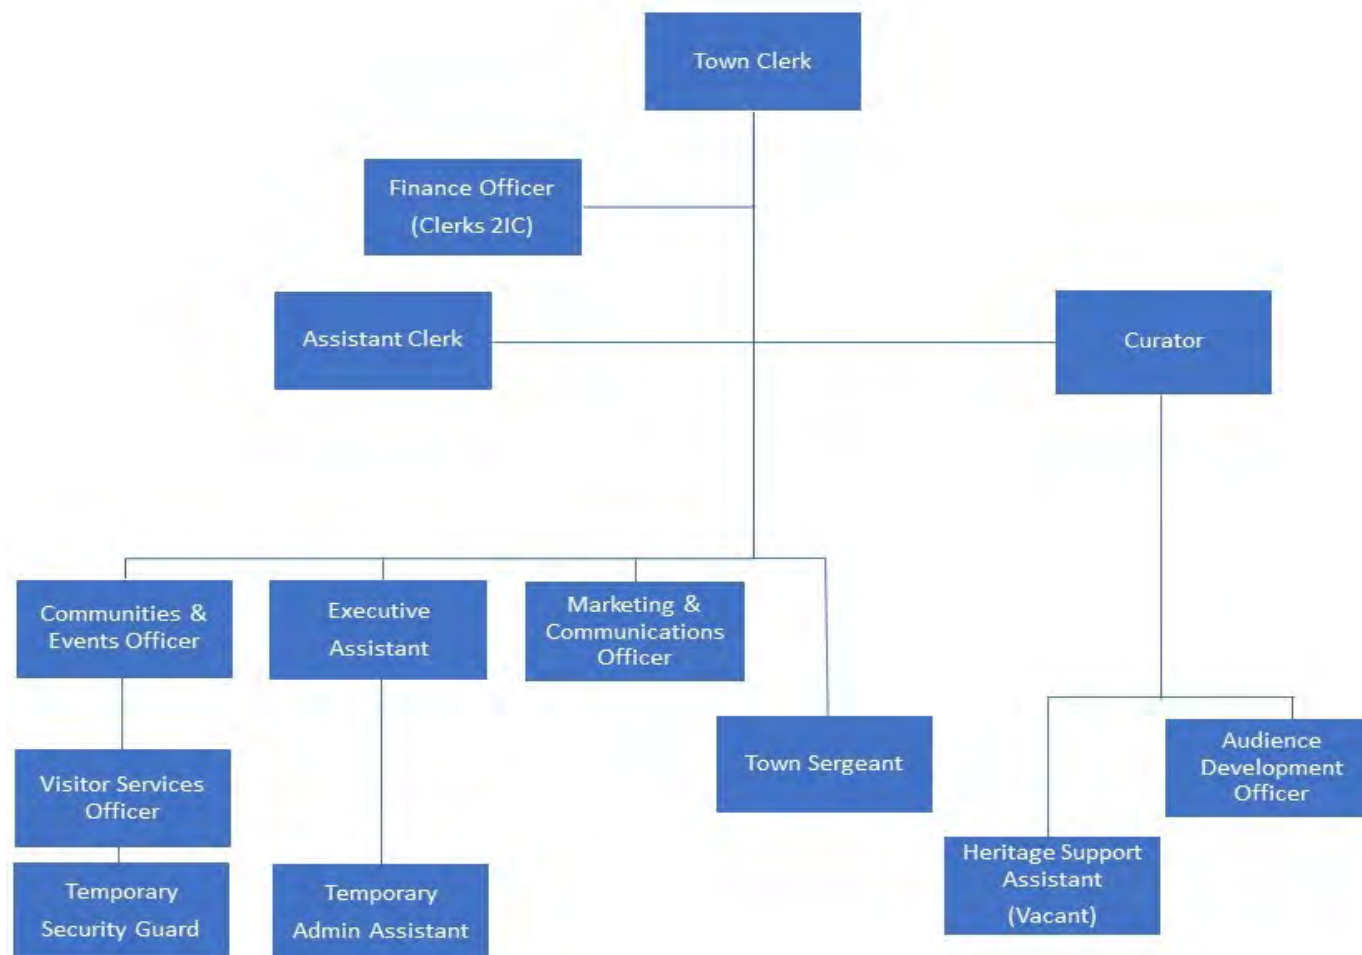 Town Clerk
Finance Officer
(Clerks 2IC)
Assistant Clerk
Curator
Communities &
Events Officer
Executive
Assistant
Marketing &
Communications
Officer
Town Sergeant
Audience
Development
Officer
Visitor Services
Officer
Heritage Support
Assistant
(Vacant)
Temporary
Security Guard
Temporary
Admin Assistant